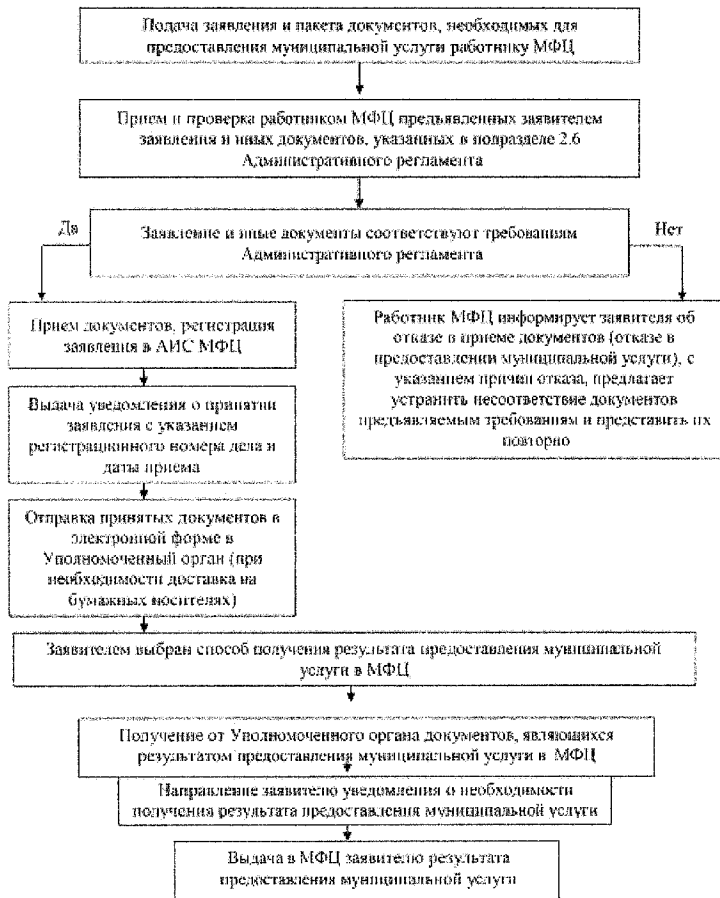 Подача заявления и пакета документов, необходимых для
предоставления муниципальной услуги работнику МФЦ
Прием и проверка работником МФЦ предъявленных заявителем
заявления и иных документов, указанных в подразделе 2.6
Административного регламента
Да
Заявление и иные документы соответствуют требованиям
Административного регламента
Нет
Прием документов, регистрация
заявления в АИС МФЦ
Работник МФЦ информирует заявителя об
отказе в приеме документов (отказе в
предоставлении муниципальной услуги), с
указанием причин отказа, предлагает
устранить несоответствие документов
предъявляемым требованиям и представить их
повторно
Выдача уведомления о принятии
заявления с указанием
регистрационного номера дела и
даты приема
Отправка принятых документов в
электронной форме в
Уполномоченный орган (при
необходимости доставка на
бумажных носителях)
Заявителем выбран способ получения результата предоставления муниципальной
услуги в МФЦ
Получение от Уполномоченного органа документов, являющихся
результатом предоставления муниципальной услуги в МФЦ
Направление заявителю уведомления о необходимости
получения результата предоставления муниципальной услуги
Выдача в МФЦ заявителю результата
предоставления муниципальной услуги